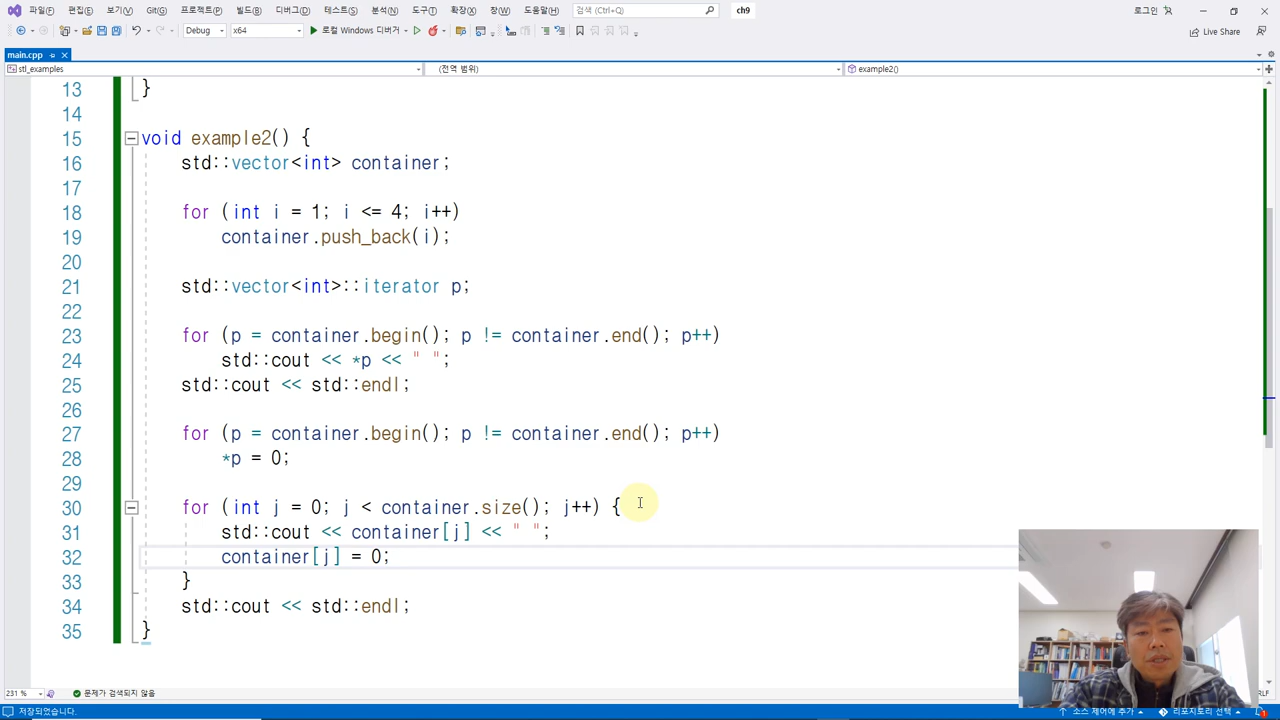 파일(F) 편집(E) 보기(V) Git(G) 프로젝트(P) 빌드(B) 디버그(D) 테스트(S) 분석(N) 도구(T) 확장(X) 창(W) 도움말(H) 검색 (Ctrl+Q) ch9 로그인
Debug x64 로컬 Windows 디버거 Live Share
main.cpp
stl_examples (전역 범위) example2()
13 }
14
15 void example2() {
16 std::vector<int> container;
17
18 for (int i = 1; i <= 4; i++)
19 container.push_back(i);
20
21 std::vector<int>::iterator p;
22
23 for (p = container.begin(); p != container.end(); p++)
24 std::cout << *p << " ";
25 std::cout << std::endl;
26
27 for (p = container.begin(); p != container.end(); p++)
28 *p = 0;
29
30 for (int j = 0; j < container.size(); j++) {
31 std::cout << container[j] << " ";
32 container[j] = 0;
33 }
34 std::cout << std::endl;
35 }
231 % 문제가 검색되지 않음 RLF
저장되었습니다. 소스 제어에 추가 리포지토리 선택